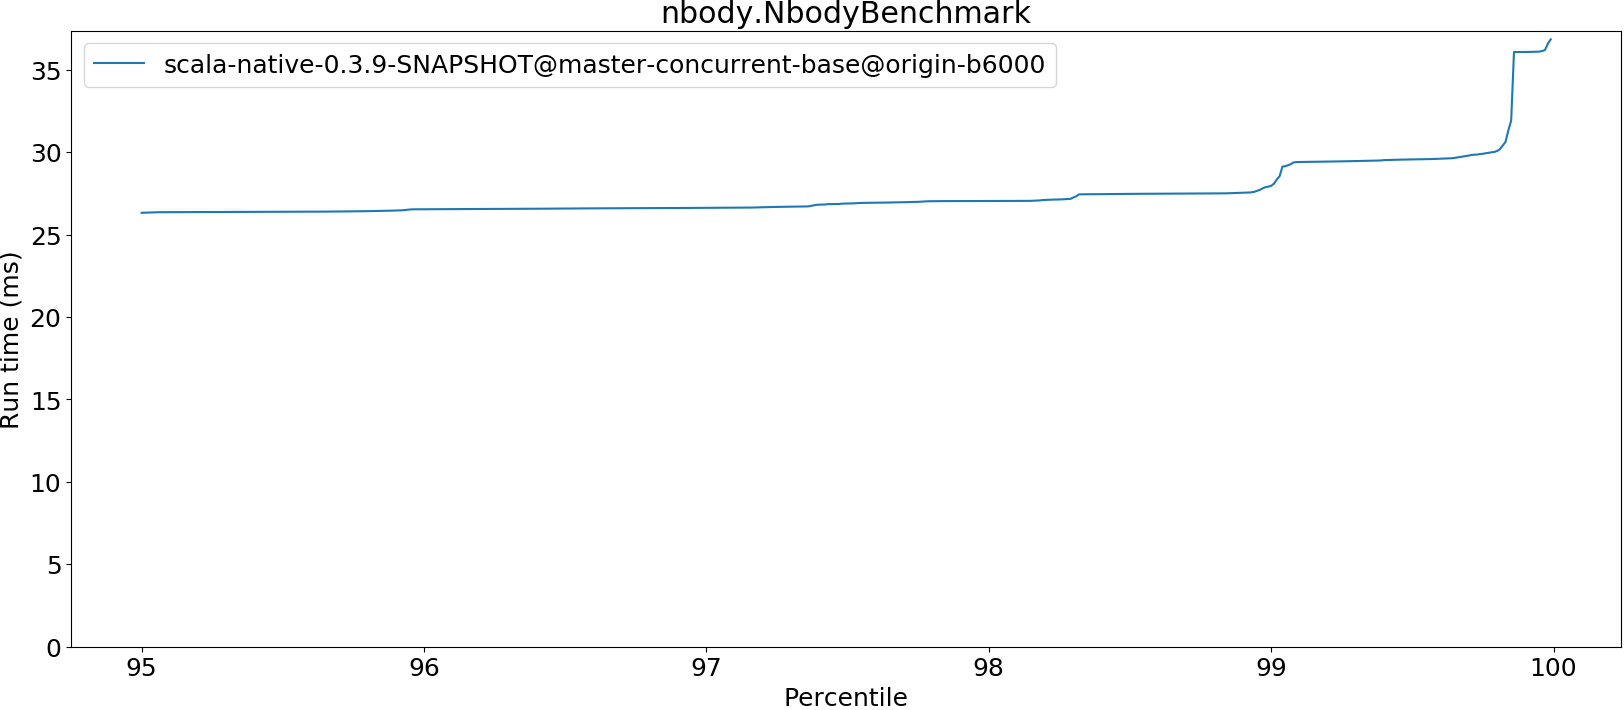 nbody.NbodyBenchmark
scala-native-0.3.9-SNAPSHOT@master-concurrent-base@origin-b6000
Run time (ms)
35
30
25
20
15
10
5
0
95 96 97 98 99 100
Percentile